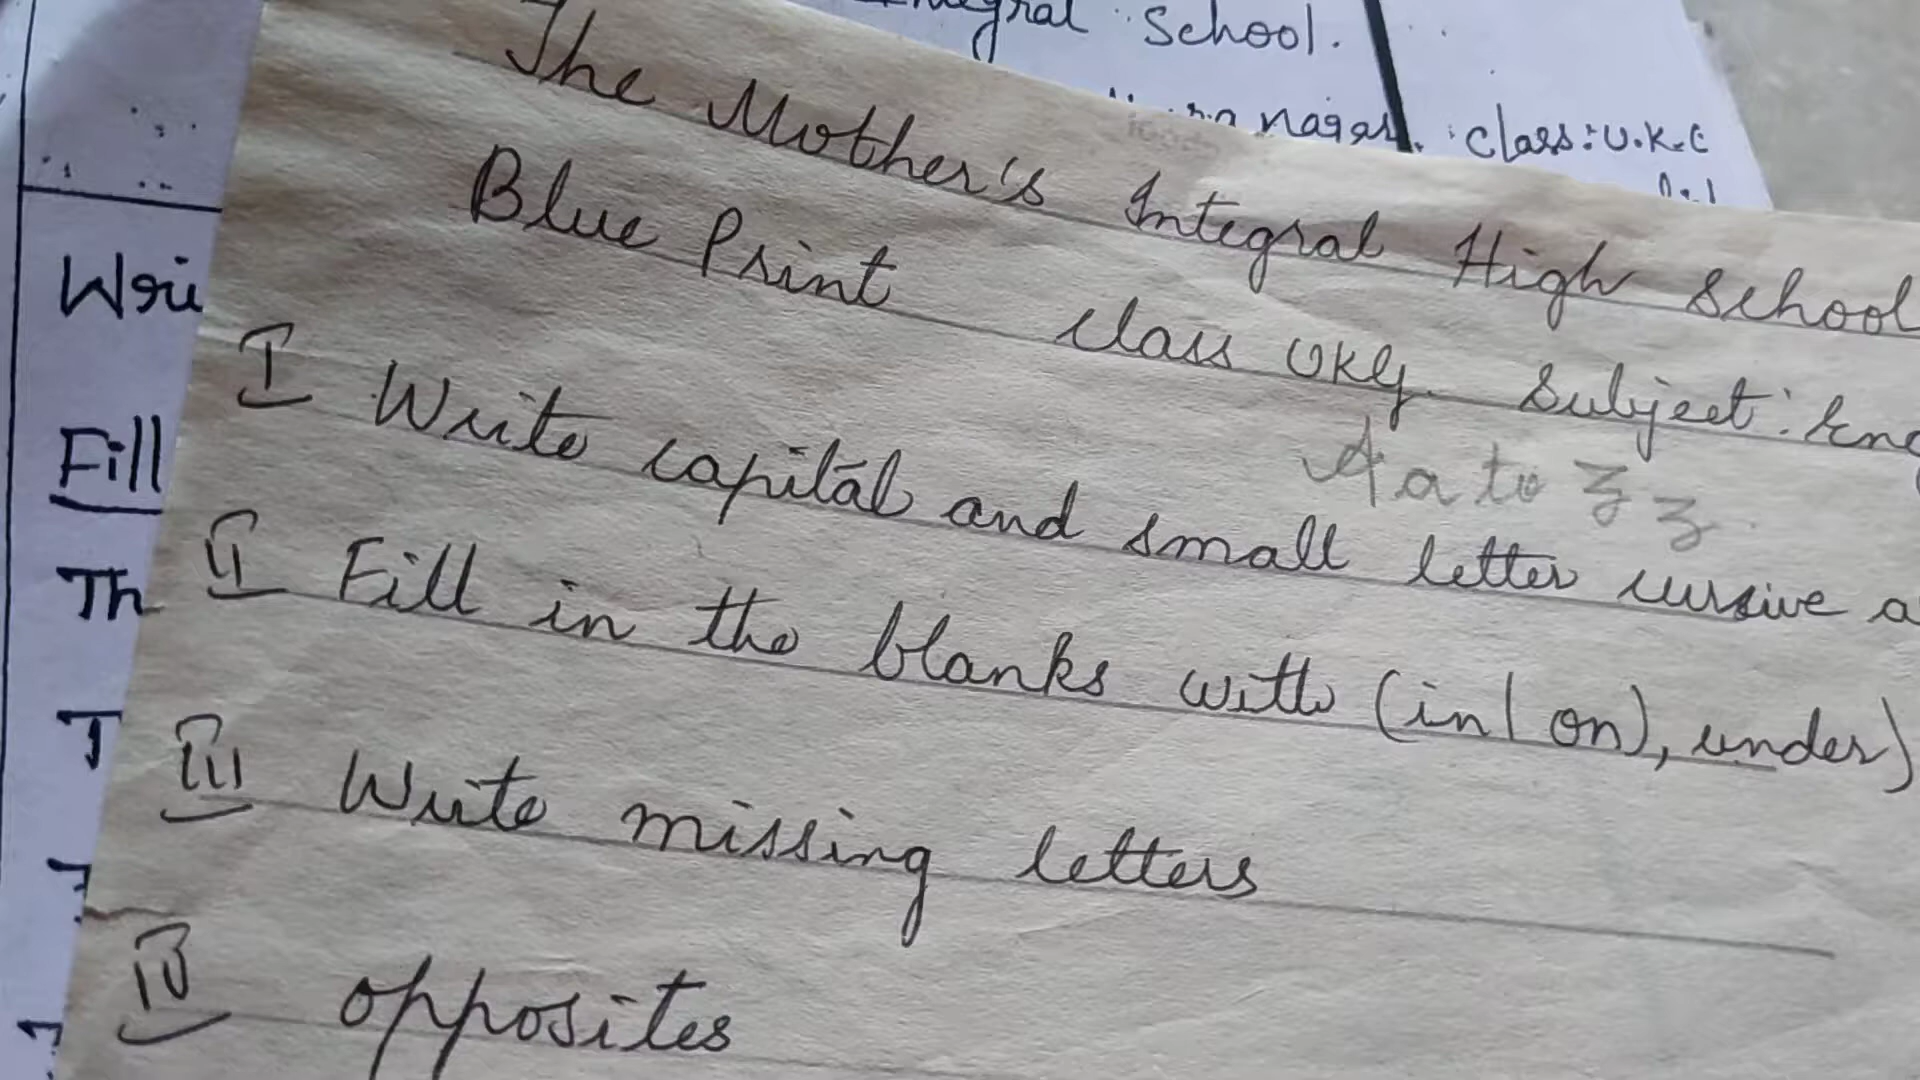 Integral School.
nagar. class: U.K.G
The Mother's Integral High School
Blue Print class UKG. Subject: Eng
A a to Z z
I Write capital and small letter cursive a
II Fill in the blanks with (in/ on), under)
III Write missing letters
IV opposites
Wri
Fill
Th
T